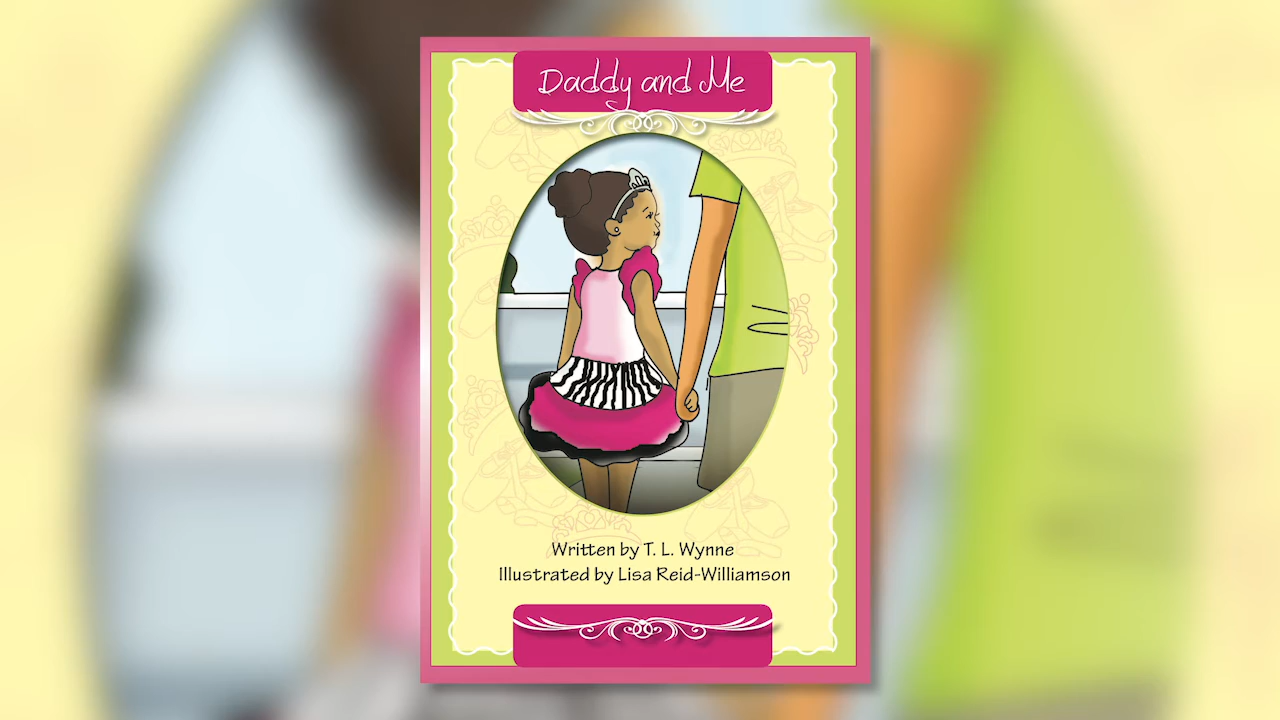 Daddy and Me
Written by T. L. Wynne
Illustrated by Lisa Reid-Williamson